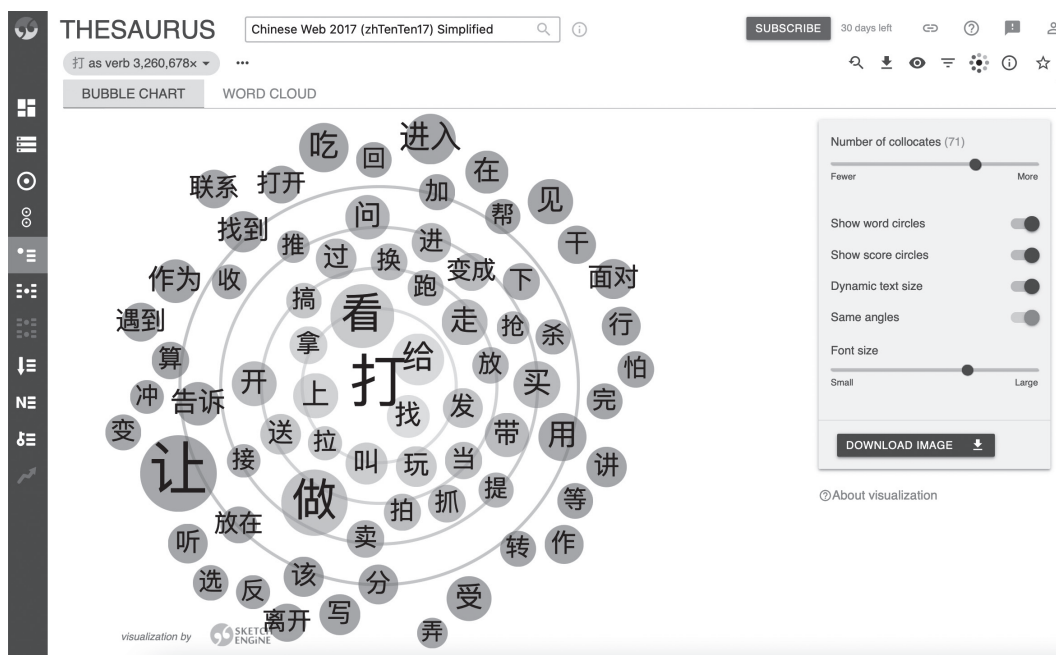 THESAURUS
Chinese Web 2017 (zhTenTen17) Simplified
SUBSCRIBE
30 days left
打 as verb 3,260,678×
BUBBLE CHART
WORD CLOUD
Number of collocates (71)
Fewer
More
Show word circles
Show score circles
Dynamic text size
Same angles
Font size
Small
Large
DOWNLOAD IMAGE
About visualization
进入
吃
回
在
联系
打开
加
见
找到
问
帮
推
过
换
进
干
作为
收
跑
变成
下
面对
搞
看
遇到
拿
走
抢
杀
行
算
给
放
怕
打
冲
告诉
开
上
买
完
找
发
变
送
拉
带
用
让
接
叫
玩
当
讲
做
提
等
放在
拍
抓
听
卖
转
作
选
反
该
分
离开
写
受
弄
visualization by
SKETCH
ENGINE
N